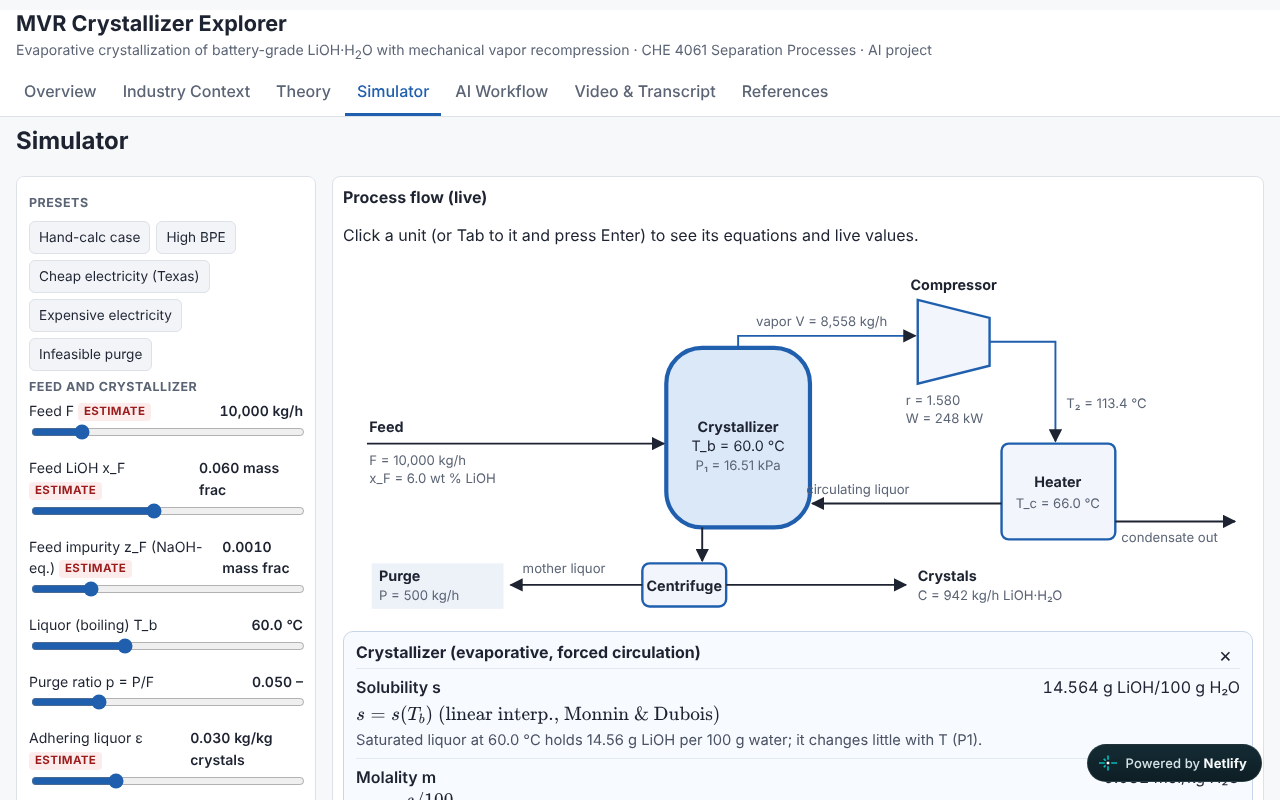 MVR Crystallizer Explorer
Evaporative crystallization of battery-grade LiOH·H₂O with mechanical vapor recompression · CHE 4061 Separation Processes · AI project
Overview Industry Context Theory Simulator AI Workflow Video & Transcript References
Simulator
PRESETS
Hand-calc case High BPE
Cheap electricity (Texas)
Expensive electricity
Infeasible purge
FEED AND CRYSTALLIZER
Feed F ESTIMATE 10,000 kg/h
Feed LiOH x_F 0.060 mass
ESTIMATE frac
Feed impurity z_F (NaOH- 0.0010
eq.) ESTIMATE mass frac
Liquor (boiling) T_b 60.0 °C
Purge ratio p = P/F 0.050 –
Adhering liquor ε 0.030 kg/kg
ESTIMATE crystals
Process flow (live)
Click a unit (or Tab to it and press Enter) to see its equations and live values.
Compressor
vapor V = 8,558 kg/h
r = 1.580
W = 248 kW
T₂ = 113.4 °C
Feed
F = 10,000 kg/h
x_F = 6.0 wt % LiOH
Crystallizer
T_b = 60.0 °C
P₁ = 16.51 kPa
circulating liquor
Heater
T_c = 66.0 °C
condensate out
Purge
P = 500 kg/h
mother liquor
Centrifuge
Crystals
C = 942 kg/h LiOH·H₂O
Crystallizer (evaporative, forced circulation) ×
Solubility s 14.564 g LiOH/100 g H₂O
s = s(T_b) (linear interp., Monnin & Dubois)
Saturated liquor at 60.0 °C holds 14.56 g LiOH per 100 g water; it changes little with T (P1).
Molality m
s/100
Powered by Netlify